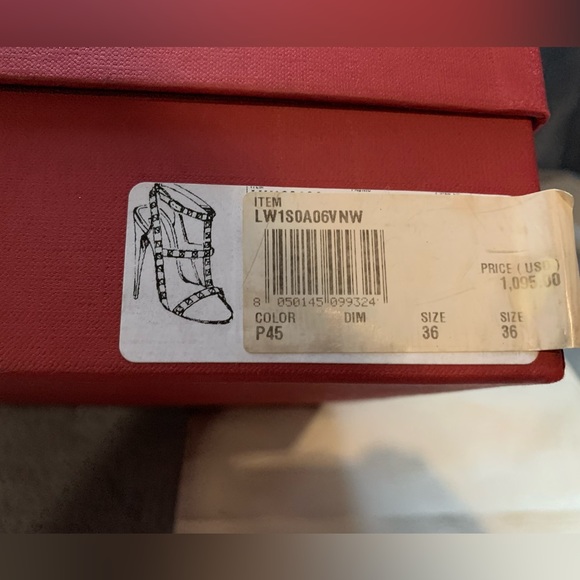 ITEM
LW1S0A06VNW
PRICE ( USD )
1,095.00
8 050145 099324
COLOR DIM SIZE SIZE
P45 36 36